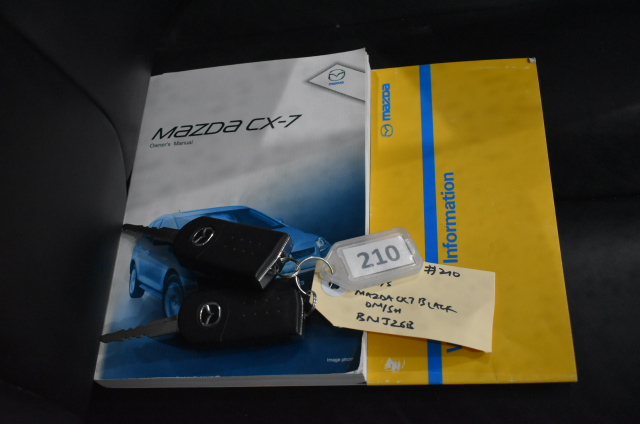 mazda
MAZDA CX-7
Owner's Manual
mazda
Information
210
#210
MAZDA CX7 BLACK
BNJ26B